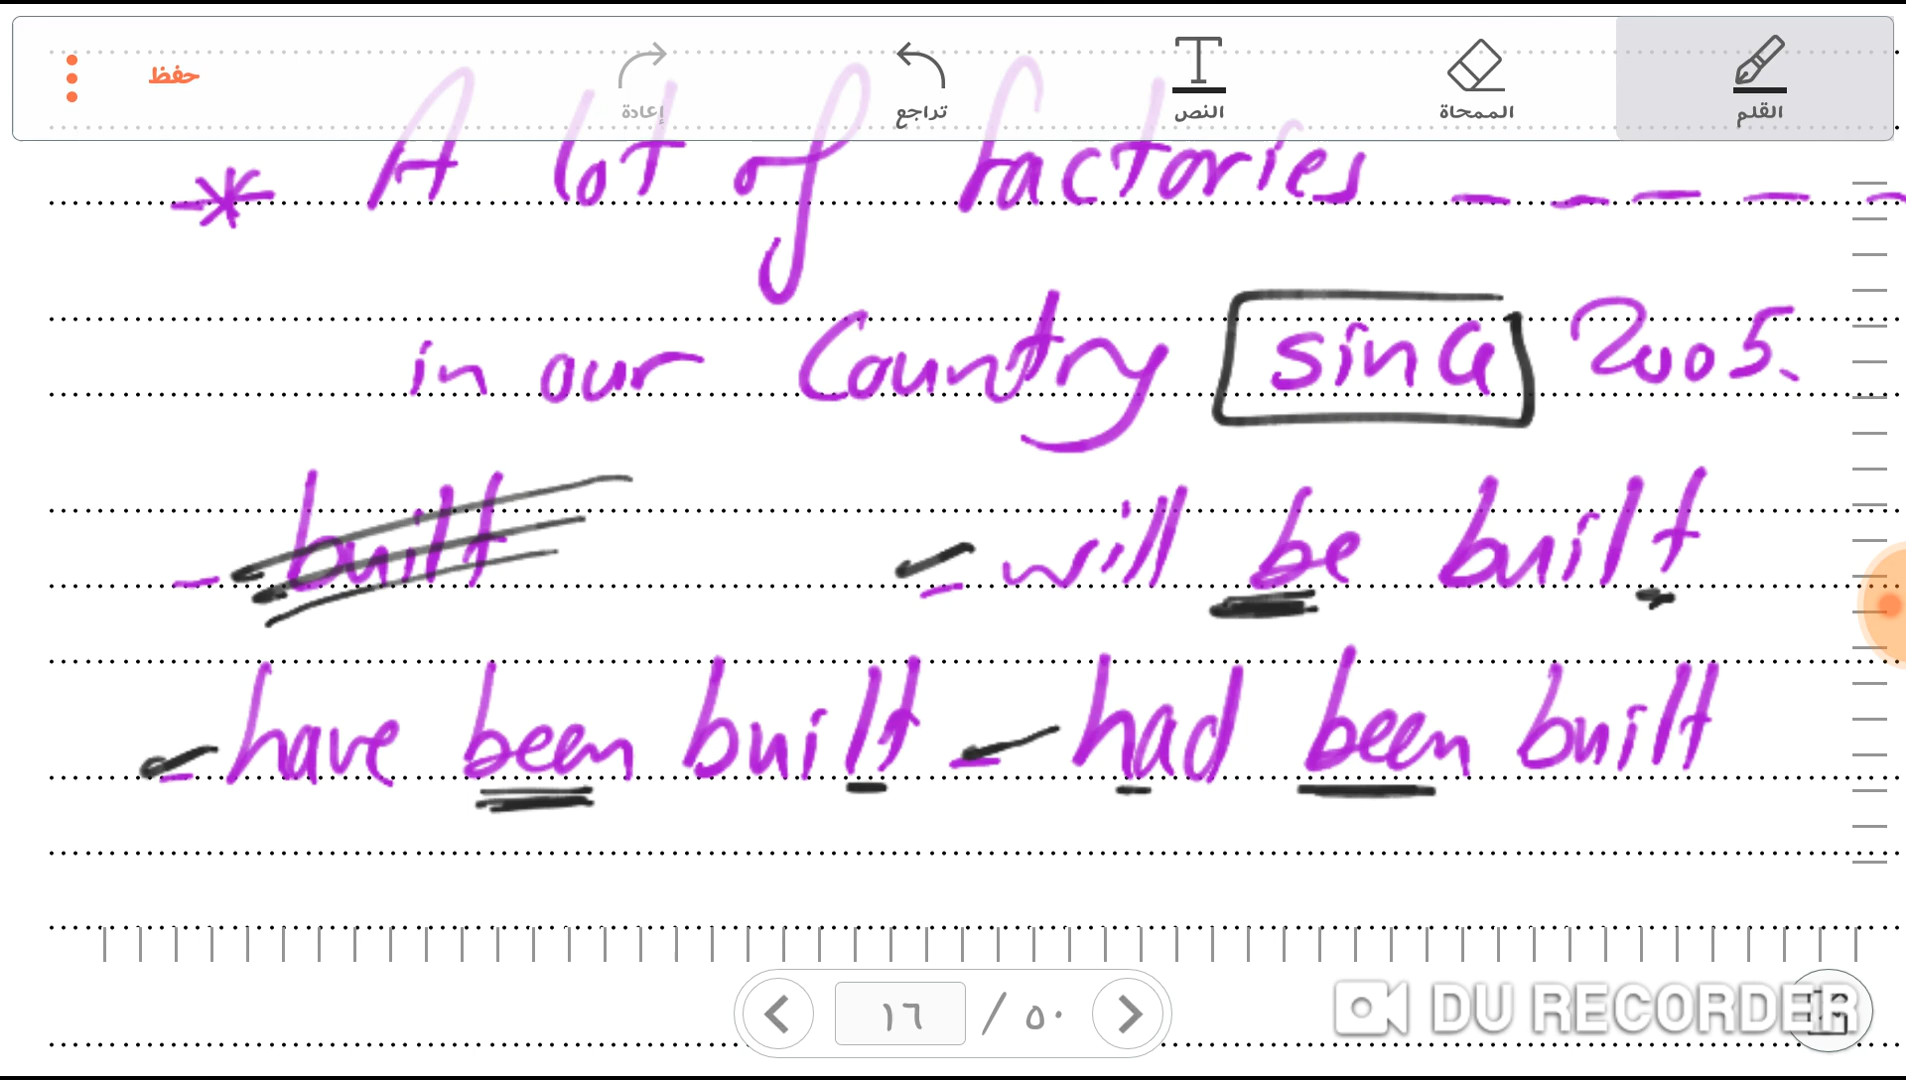 حفظ إعادة تراجع النص الممحاة القلم
* A lot of factories _ _ _ _ _
in our Country since 2005.
- built - will be built
- have been built - had been built
١٦ / ٥٠
DU RECORDER